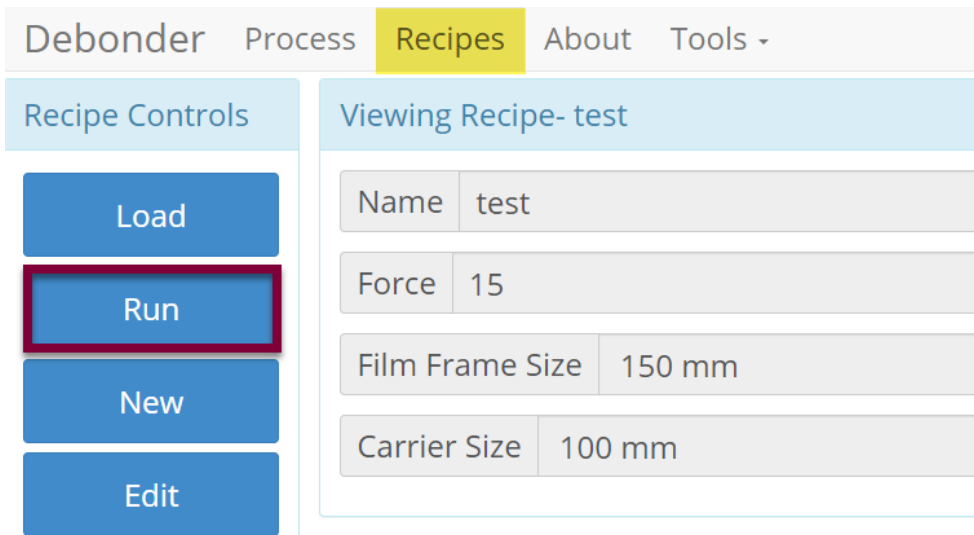 Debonder Process Recipes About Tools
Recipe Controls
Load
Run
New
Edit
Viewing Recipe- test
Name test
Force 15
Film Frame Size 150 mm
Carrier Size 100 mm